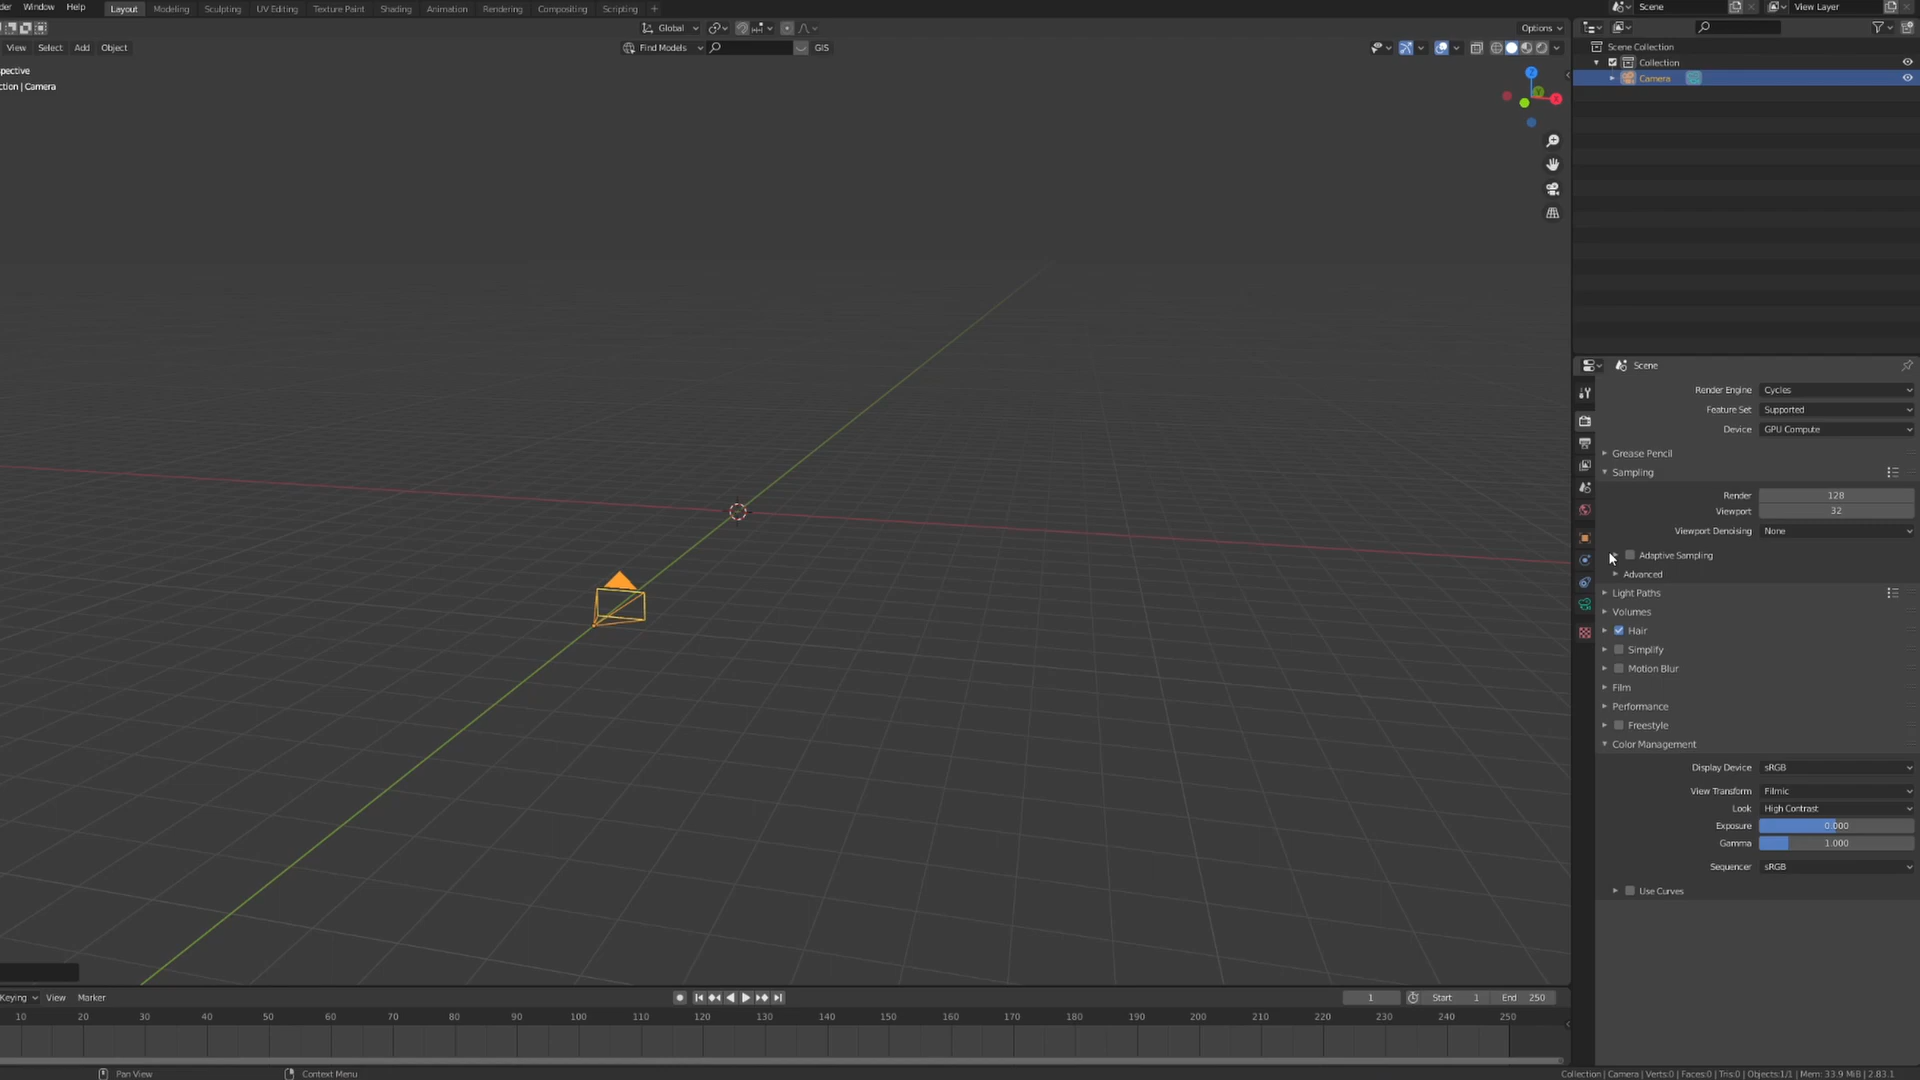 der Window Help Layout Modeling Sculpting UV Editing Texture Paint Shading Animation Rendering Compositing Scripting + Scene View Layer
Global Options
View Select Add Object Find Models GIS
spective
ction | Camera
Z
Y
X
Scene Collection
Collection
Camera
Scene
Render Engine Cycles
Feature Set Supported
Device GPU Compute
Grease Pencil
Sampling
Render 128
Viewport 32
Viewport Denoising None
Adaptive Sampling
Advanced
Light Paths
Volumes
Hair
Simplify
Motion Blur
Film
Performance
Freestyle
Color Management
Display Device sRGB
View Transform Filmic
Look High Contrast
Exposure 0.000
Gamma 1.000
Sequencer sRGB
Use Curves
Keying View Marker 1 Start 1 End 250
10 20 30 40 50 60 70 80 90 100 110 120 130 140 150 160 170 180 190 200 210 220 230 240 250
Pan View Context Menu Collection | Camera | Verts:0 | Faces:0 | Tris:0 | Objects:1/1 | Mem: 33.9 MiB | 2.83.1